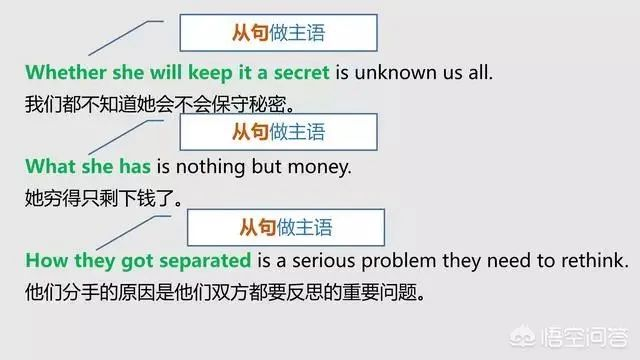 从句做主语
Whether she will keep it a secret is unknown us all.
我们都不知道她会不会保守秘密。
从句做主语
What she has is nothing but money.
她穷得只剩下钱了。
从句做主语
How they got separated is a serious problem they need to rethink.
他们分手的原因是他们双方都要反思的重要问题。
悟空问答